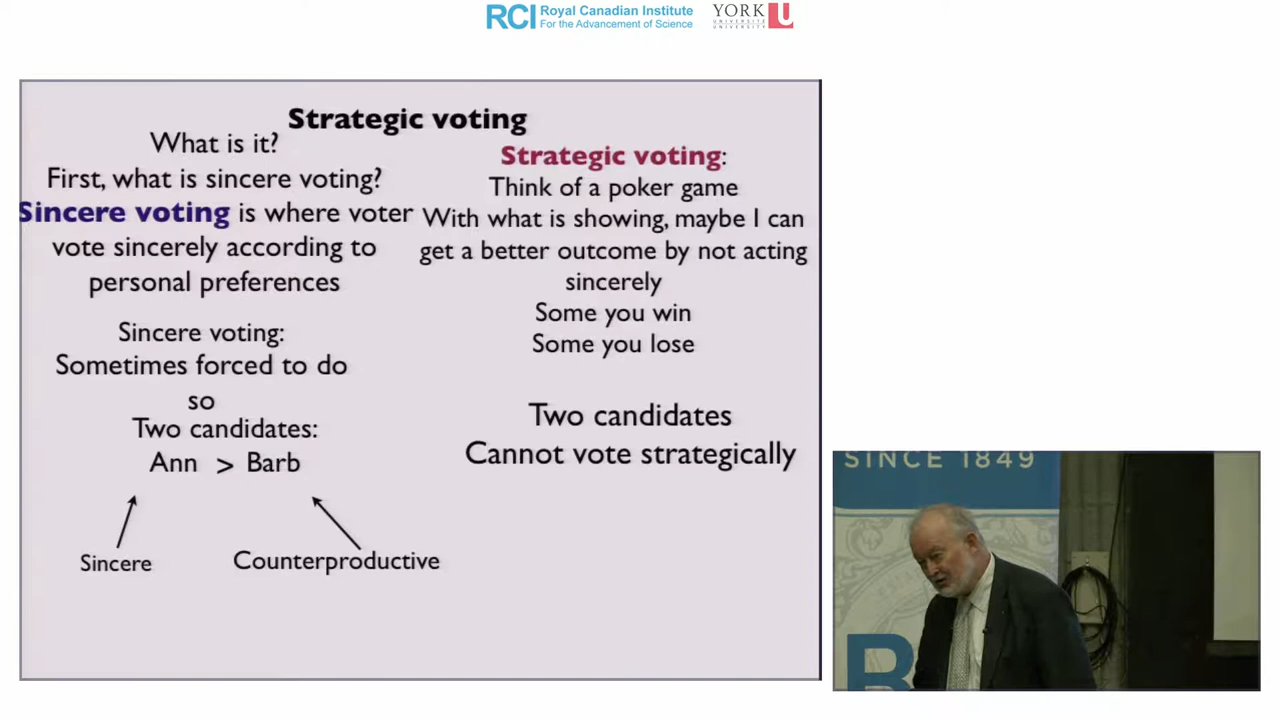 RCI Royal Canadian Institute
For the Advancement of Science
YORK U
UNIVERSITÉ
UNIVERSITY
Strategic voting
What is it?
First, what is sincere voting?
Sincere voting is where voter
vote sincerely according to
personal preferences
Sincere voting:
Sometimes forced to do
so
Two candidates:
Ann > Barb
Sincere
Counterproductive
Strategic voting:
Think of a poker game
With what is showing, maybe I can
get a better outcome by not acting
sincerely
Some you win
Some you lose
Two candidates
Cannot vote strategically
SINCE 1849
R